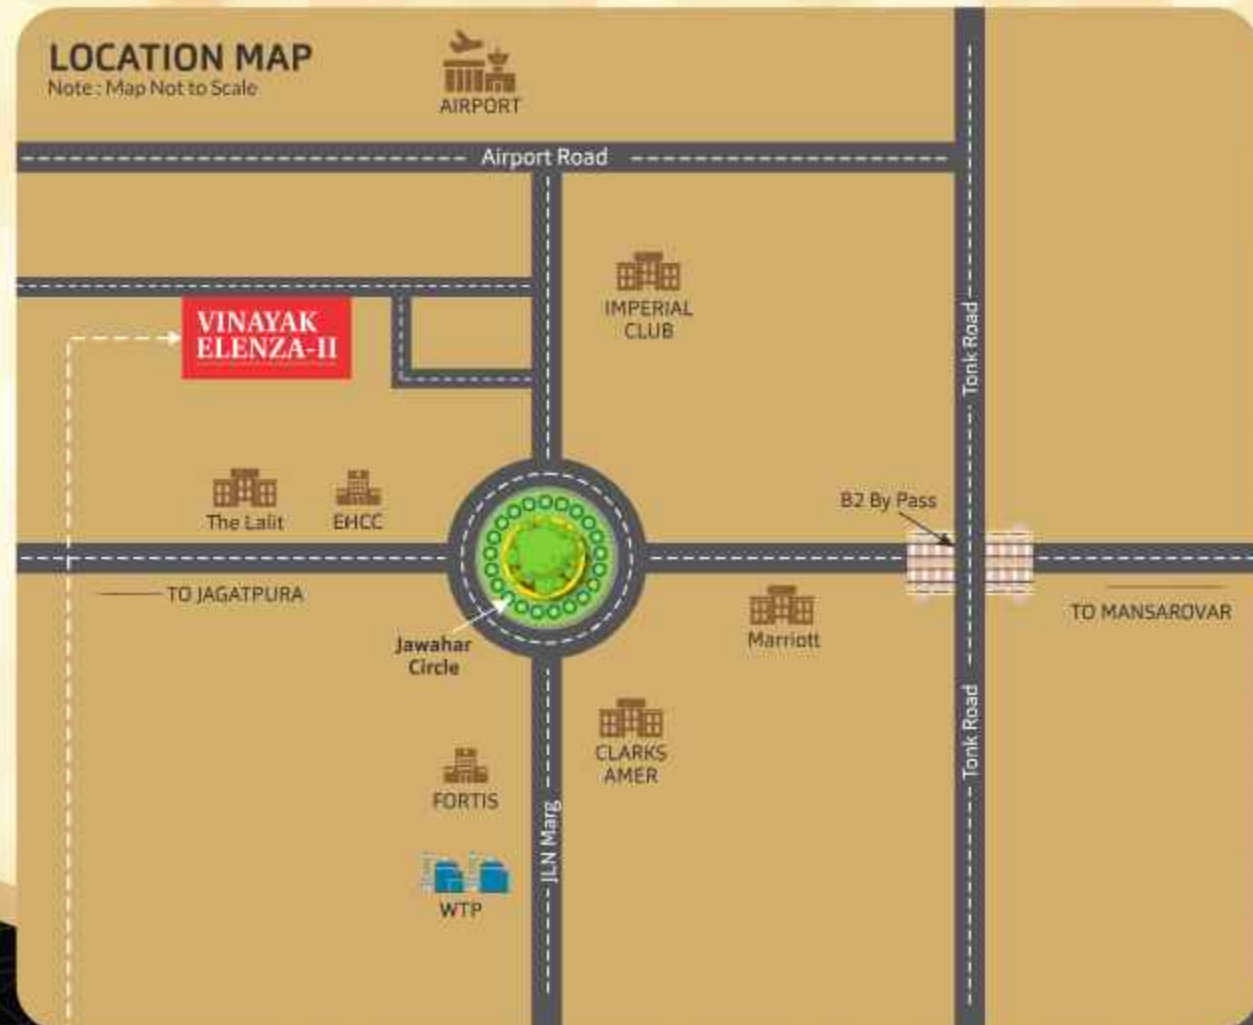 LOCATION MAP
Note : Map Not to Scale
AIRPORT
Airport Road
IMPERIAL
CLUB
VINAYAK
ELENZA-II
Tonk Road
The Lalit
EHCC
B2 By Pass
TO JAGATPURA
TO MANSAROVAR
Jawahar
Circle
Marriott
CLARKS
AMER
Tonk Road
FORTIS
JLN Marg
WTP